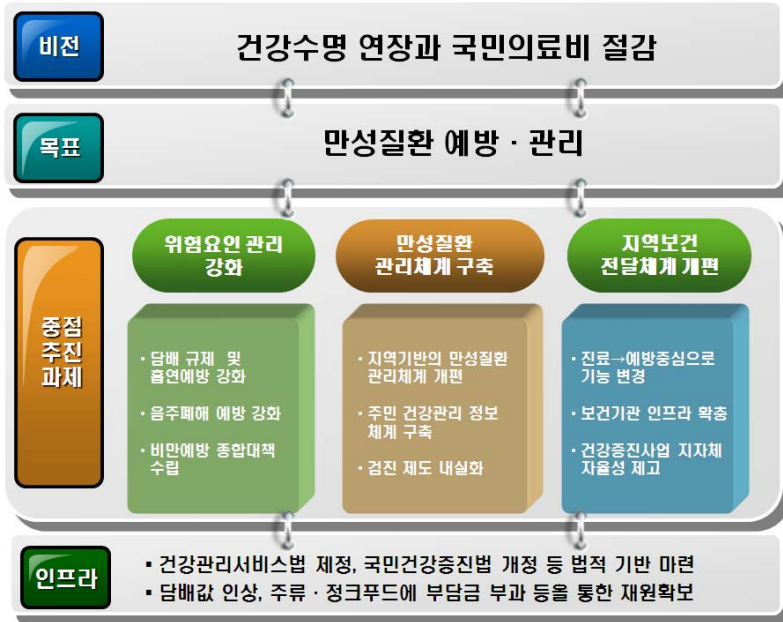 비전
건강수명 연장과 국민의료비 절감
목표
만성질환 예방 · 관리
중점
추진
과제
위험요인 관리
강화
· 담배 규제 및
흡연예방 강화
· 음주폐해 예방 강화
· 비만예방 종합대책
수립
만성질환
관리체계 구축
· 지역기반의 만성질환
관리체계 개편
· 주민 건강관리 정보
체계 구축
· 검진 제도 내실화
지역보건
전달체계 개편
· 진료→예방중심으로
기능 변경
· 보건기관 인프라 확충
· 건강증진사업 지자체
자율성 제고
인프라
▪ 건강관리서비스법 제정, 국민건강증진법 개정 등 법적 기반 마련
▪ 담배값 인상, 주류 · 정크푸드에 부담금 부과 등을 통한 재원확보